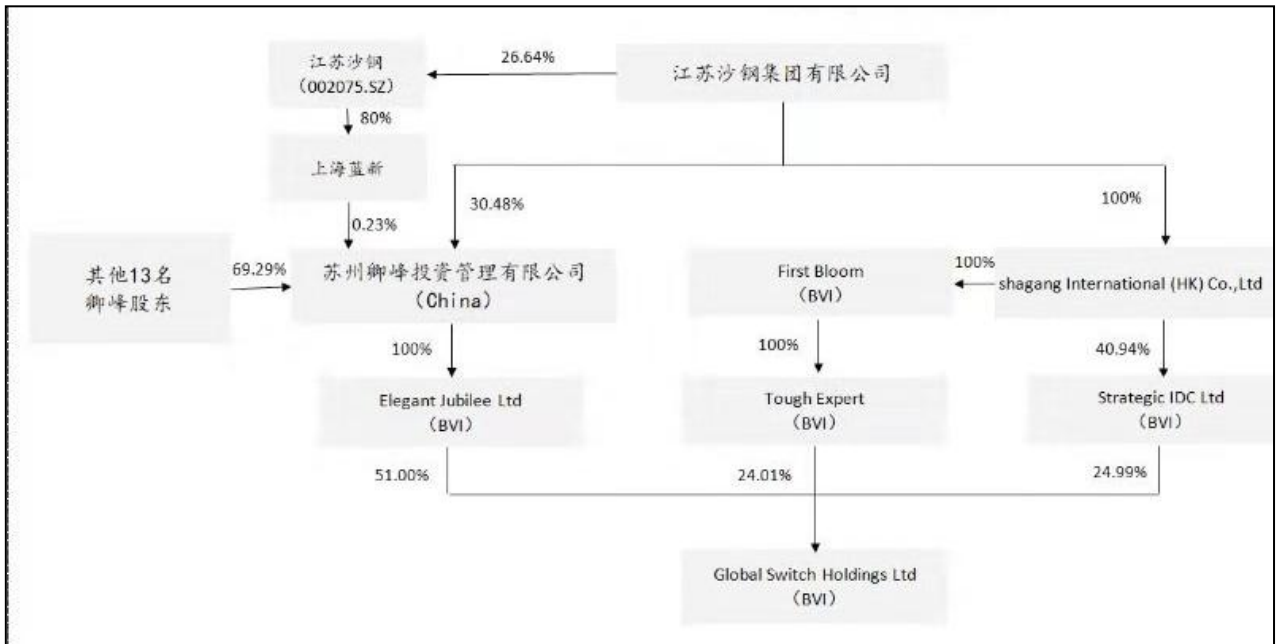 江苏沙钢
（002075.SZ）
26.64%
江苏沙钢集团有限公司
80%
上海蓝新
0.23%
30.48%
100%
其他13名
卿峰股东
69.29%
苏州卿峰投资管理有限公司
（China）
First Bloom
（BVI）
100%
shagang International (HK) Co.,Ltd
100%
100%
40.94%
Elegant Jubilee Ltd
（BVI）
Tough Expert
（BVI）
Strategic IDC Ltd
（BVI）
51.00%
24.01%
24.99%
Global Switch Holdings Ltd
（BVI）